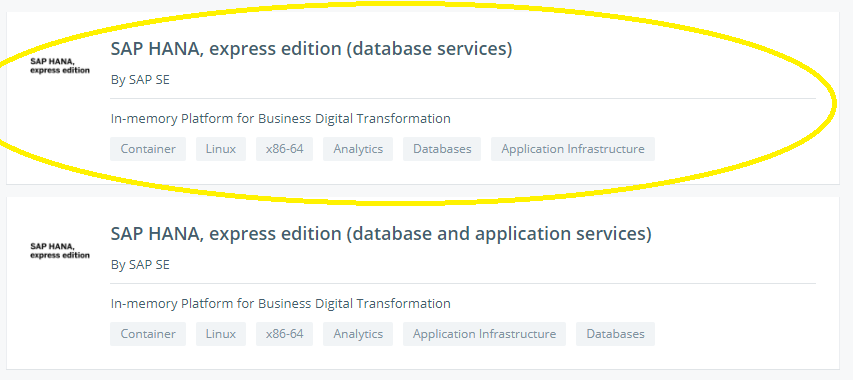 SAP HANA,
express edition
SAP HANA, express edition (database services)
By SAP SE
In-memory Platform for Business Digital Transformation
Container Linux x86-64 Analytics Databases Application Infrastructure
SAP HANA,
express edition
SAP HANA, express edition (database and application services)
By SAP SE
In-memory Platform for Business Digital Transformation
Container Linux x86-64 Analytics Application Infrastructure Databases